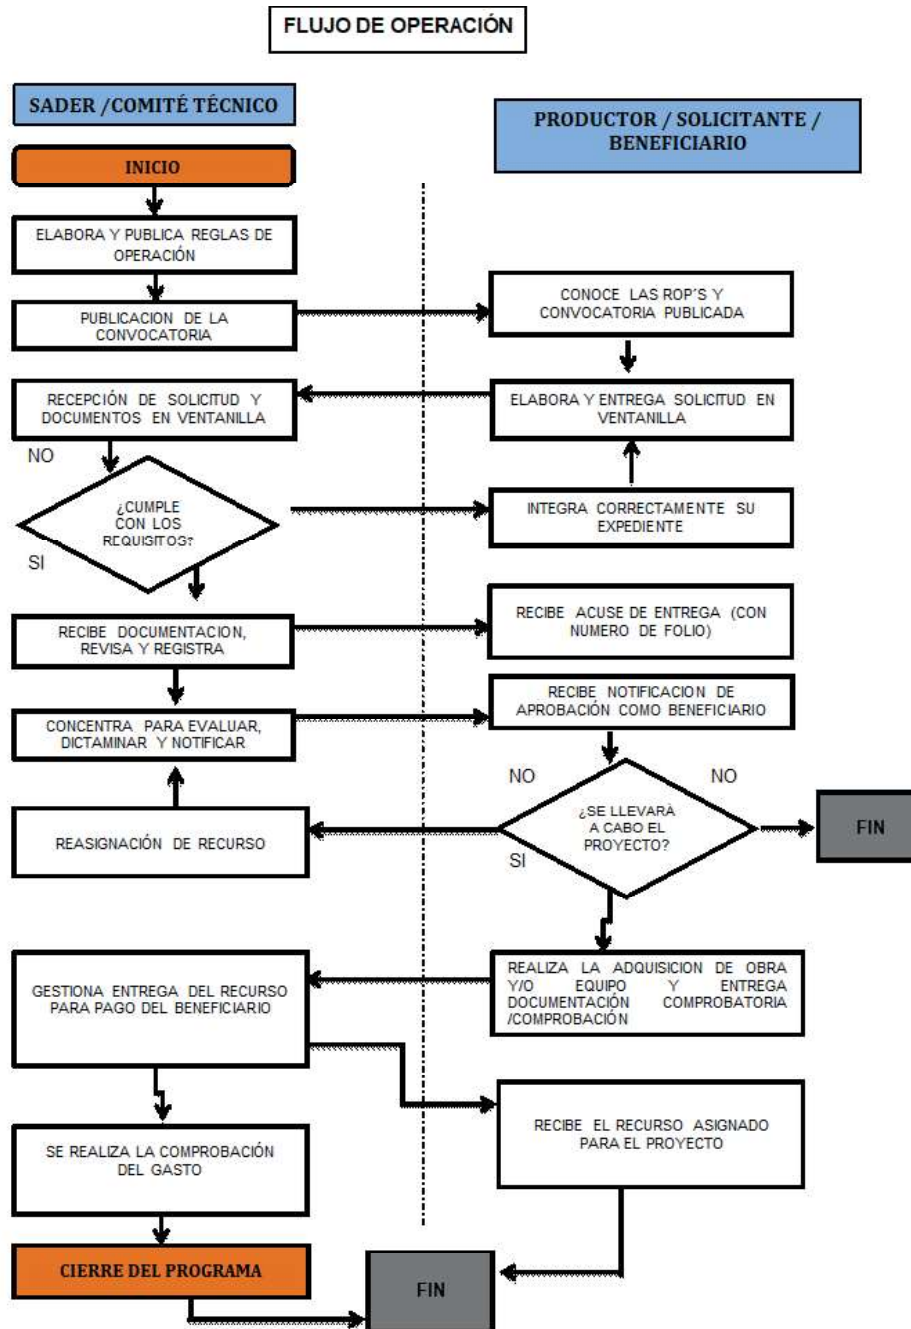 FLUJO DE OPERACIÓN
SADER /COMITÉ TÉCNICO
PRODUCTOR / SOLICITANTE /
BENEFICIARIO
INICIO
ELABORA Y PUBLICA REGLAS DE
OPERACIÓN
PUBLICACION DE LA
CONVOCATORIA
CONOCE LAS ROP´S Y
CONVOCATORIA PUBLICADA
RECEPCIÓN DE SOLICITUD Y
DOCUMENTOS EN VENTANILLA
ELABORA Y ENTREGA SOLICITUD EN
VENTANILLA
NO
¿CUMPLE
CON LOS
REQUISITOS?
SI
INTEGRA CORRECTAMENTE SU
EXPEDIENTE
RECIBE DOCUMENTACION,
REVISA Y REGISTRA
RECIBE ACUSE DE ENTREGA (CON
NUMERO DE FOLIO)
CONCENTRA PARA EVALUAR,
DICTAMINAR Y NOTIFICAR
RECIBE NOTIFICACION DE
APROBACIÓN COMO BENEFICIARIO
NO
NO
¿SE LLEVARÁ
A CABO EL
PROYECTO?
SI
FIN
REASIGNACIÓN DE RECURSO
GESTIONA ENTREGA DEL RECURSO
PARA PAGO DEL BENEFICIARIO
REALIZA LA ADQUISICION DE OBRA
Y/O EQUIPO Y ENTREGA
DOCUMENTACIÓN COMPROBATORIA
/COMPROBACIÓN
RECIBE EL RECURSO ASIGNADO
PARA EL PROYECTO
SE REALIZA LA COMPROBACIÓN
DEL GASTO
CIERRE DEL PROGRAMA
FIN